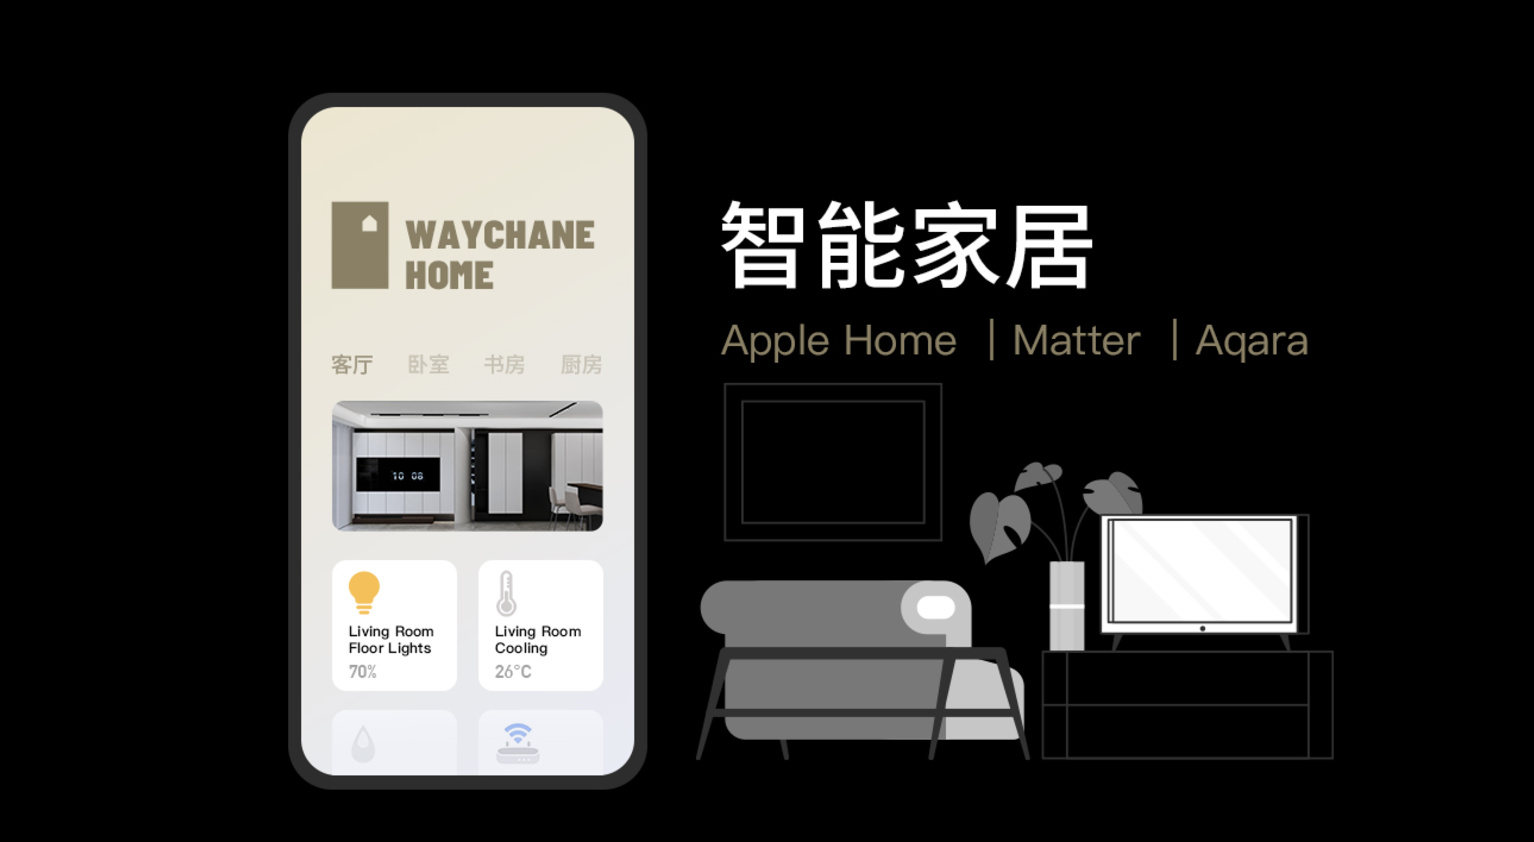 WAYCHANE
HOME
客厅 卧室 书房 厨房
10 08
Living Room
Floor Lights
70%
Living Room
Cooling
26°C
智能家居
Apple Home | Matter | Aqara